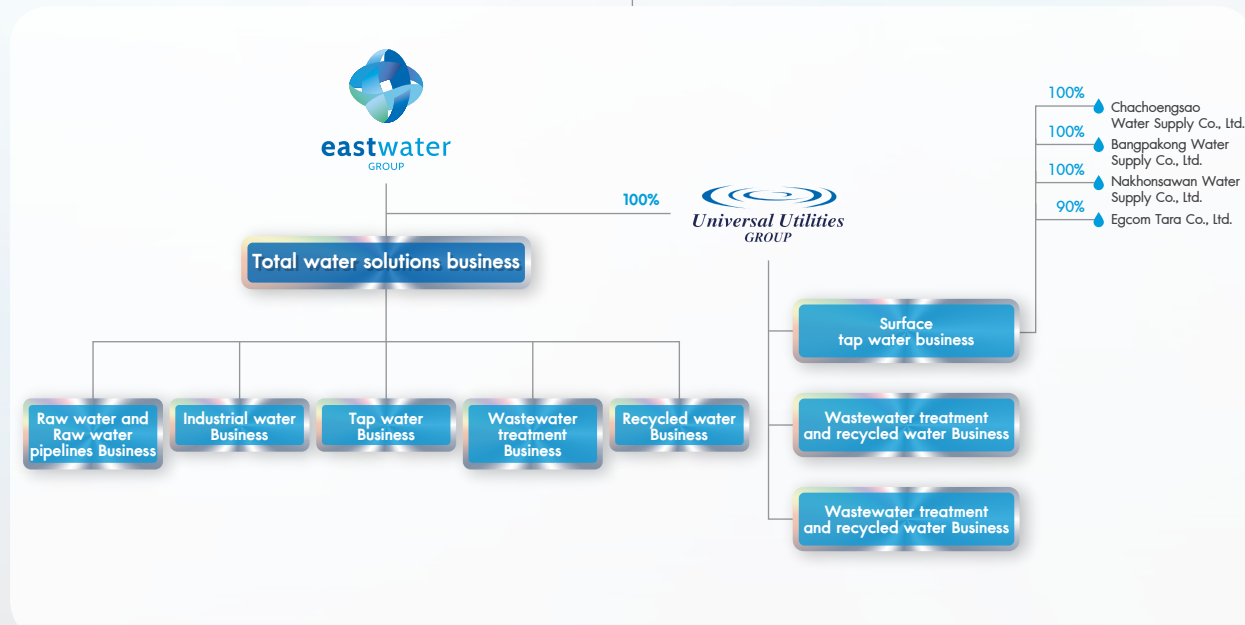 eastwater
GROUP
100%
Universal Utilities
GROUP
Total water solutions business
Raw water and
Raw water
pipelines Business
Industrial water
Business
Tap water
Business
Wastewater
treatment
Business
Recycled water
Business
Surface
tap water business
Wastewater treatment
and recycled water Business
Wastewater treatment
and recycled water Business
100%
Chachoengsao
Water Supply Co., Ltd.
100%
Bangpakong Water
Supply Co., Ltd.
100%
Nakhonsawan Water
Supply Co., Ltd.
90%
Egcom Tara Co., Ltd.